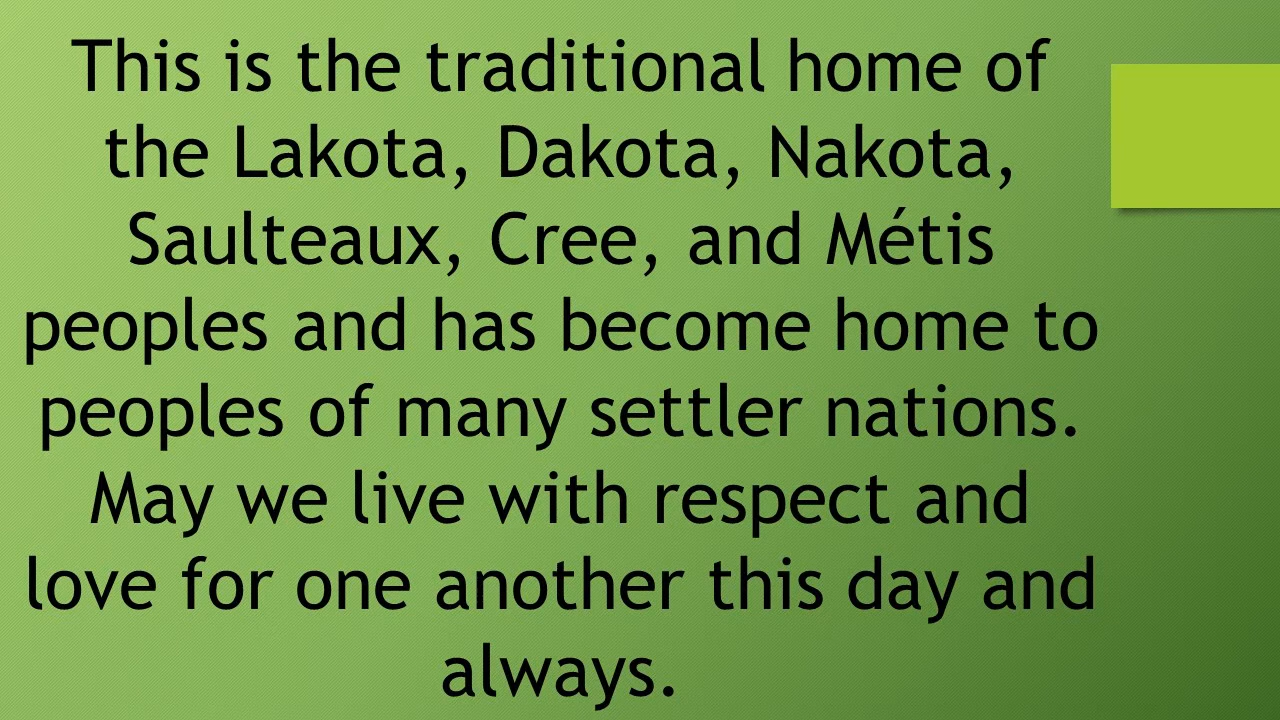 This is the traditional home of
the Lakota, Dakota, Nakota,
Saulteaux, Cree, and Métis
peoples and has become home to
peoples of many settler nations.
May we live with respect and
love for one another this day and
always.